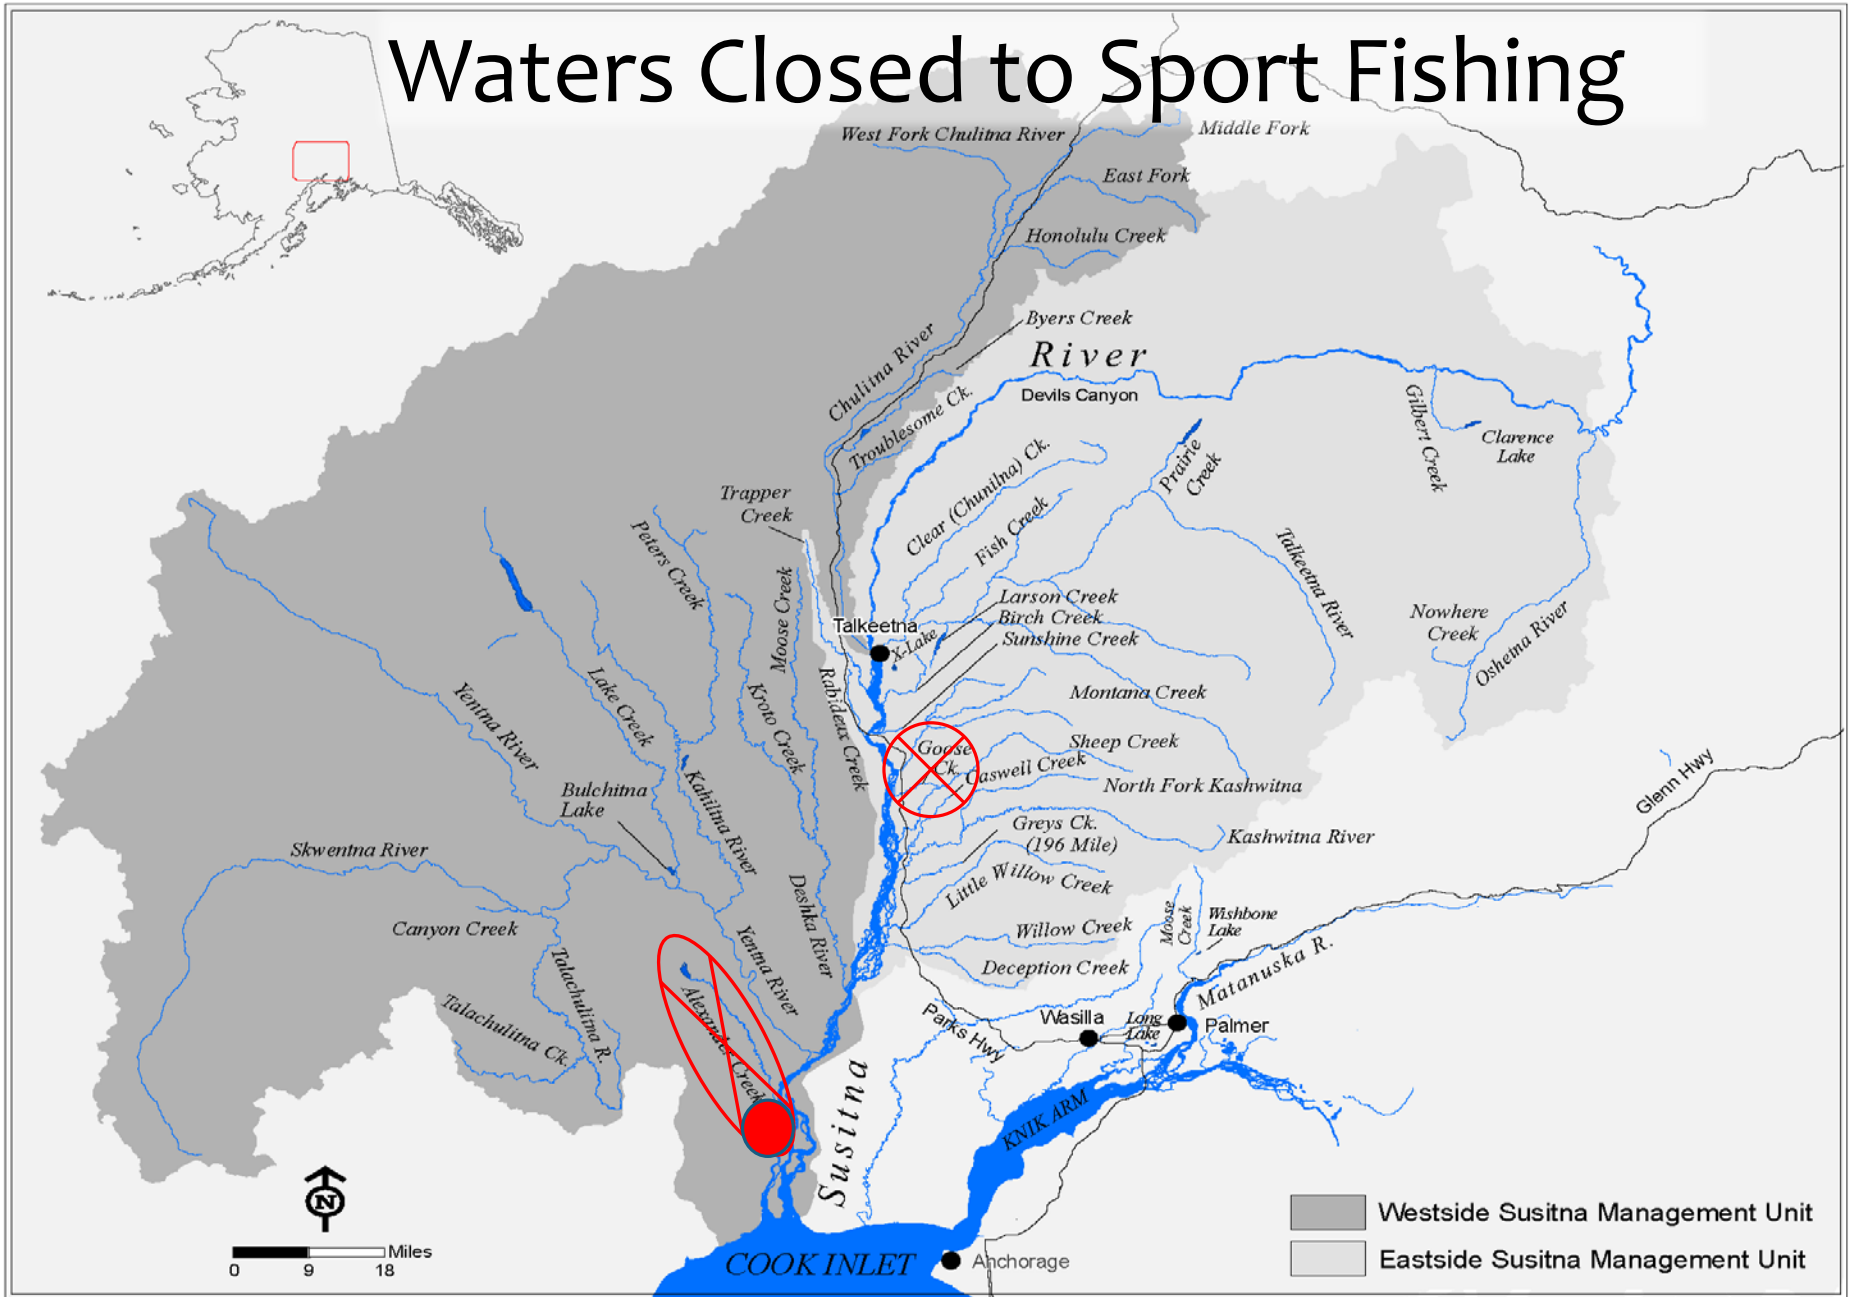 Waters Closed to Sport Fishing
West Fork Chulitna River
Middle Fork
East Fork
Honolulu Creek
Byers Creek
River
Devils Canyon
Chulitna River
Troublesome Ck.
Gilbert Creek
Clarence
Lake
Prairie
Creek
Clear (Chunilna) Ck.
Fish Creek
Trapper
Creek
Peters Creek
Moose Creek
Talkeetna River
Larson Creek
Birch Creek
Sunshine Creek
Talkeetna
X-Lake
Nowhere
Creek
Oshetna River
Yentna River
Lake Creek
Kroto Creek
Rabideux Creek
Montana Creek
Goose
Ck.
Sheep Creek
Caswell Creek
North Fork Kashwitna
Bulchitna
Lake
Kahiltna River
Glenn Hwy
Greys Ck.
(196 Mile)
Kashwitna River
Skwentna River
Little Willow Creek
Deshka River
Canyon Creek
Willow Creek
Moose
Creek
Wishbone
Lake
Deception Creek
Yentna River
Talachulitna R.
Talachulitna Ck.
Alexander Creek
Matanuska R.
Parks Hwy
Wasilla
Long
Lake
Palmer
Susitna
KNIK ARM
N
Miles
0 9 18
COOK INLET
Anchorage
Westside Susitna Management Unit
Eastside Susitna Management Unit